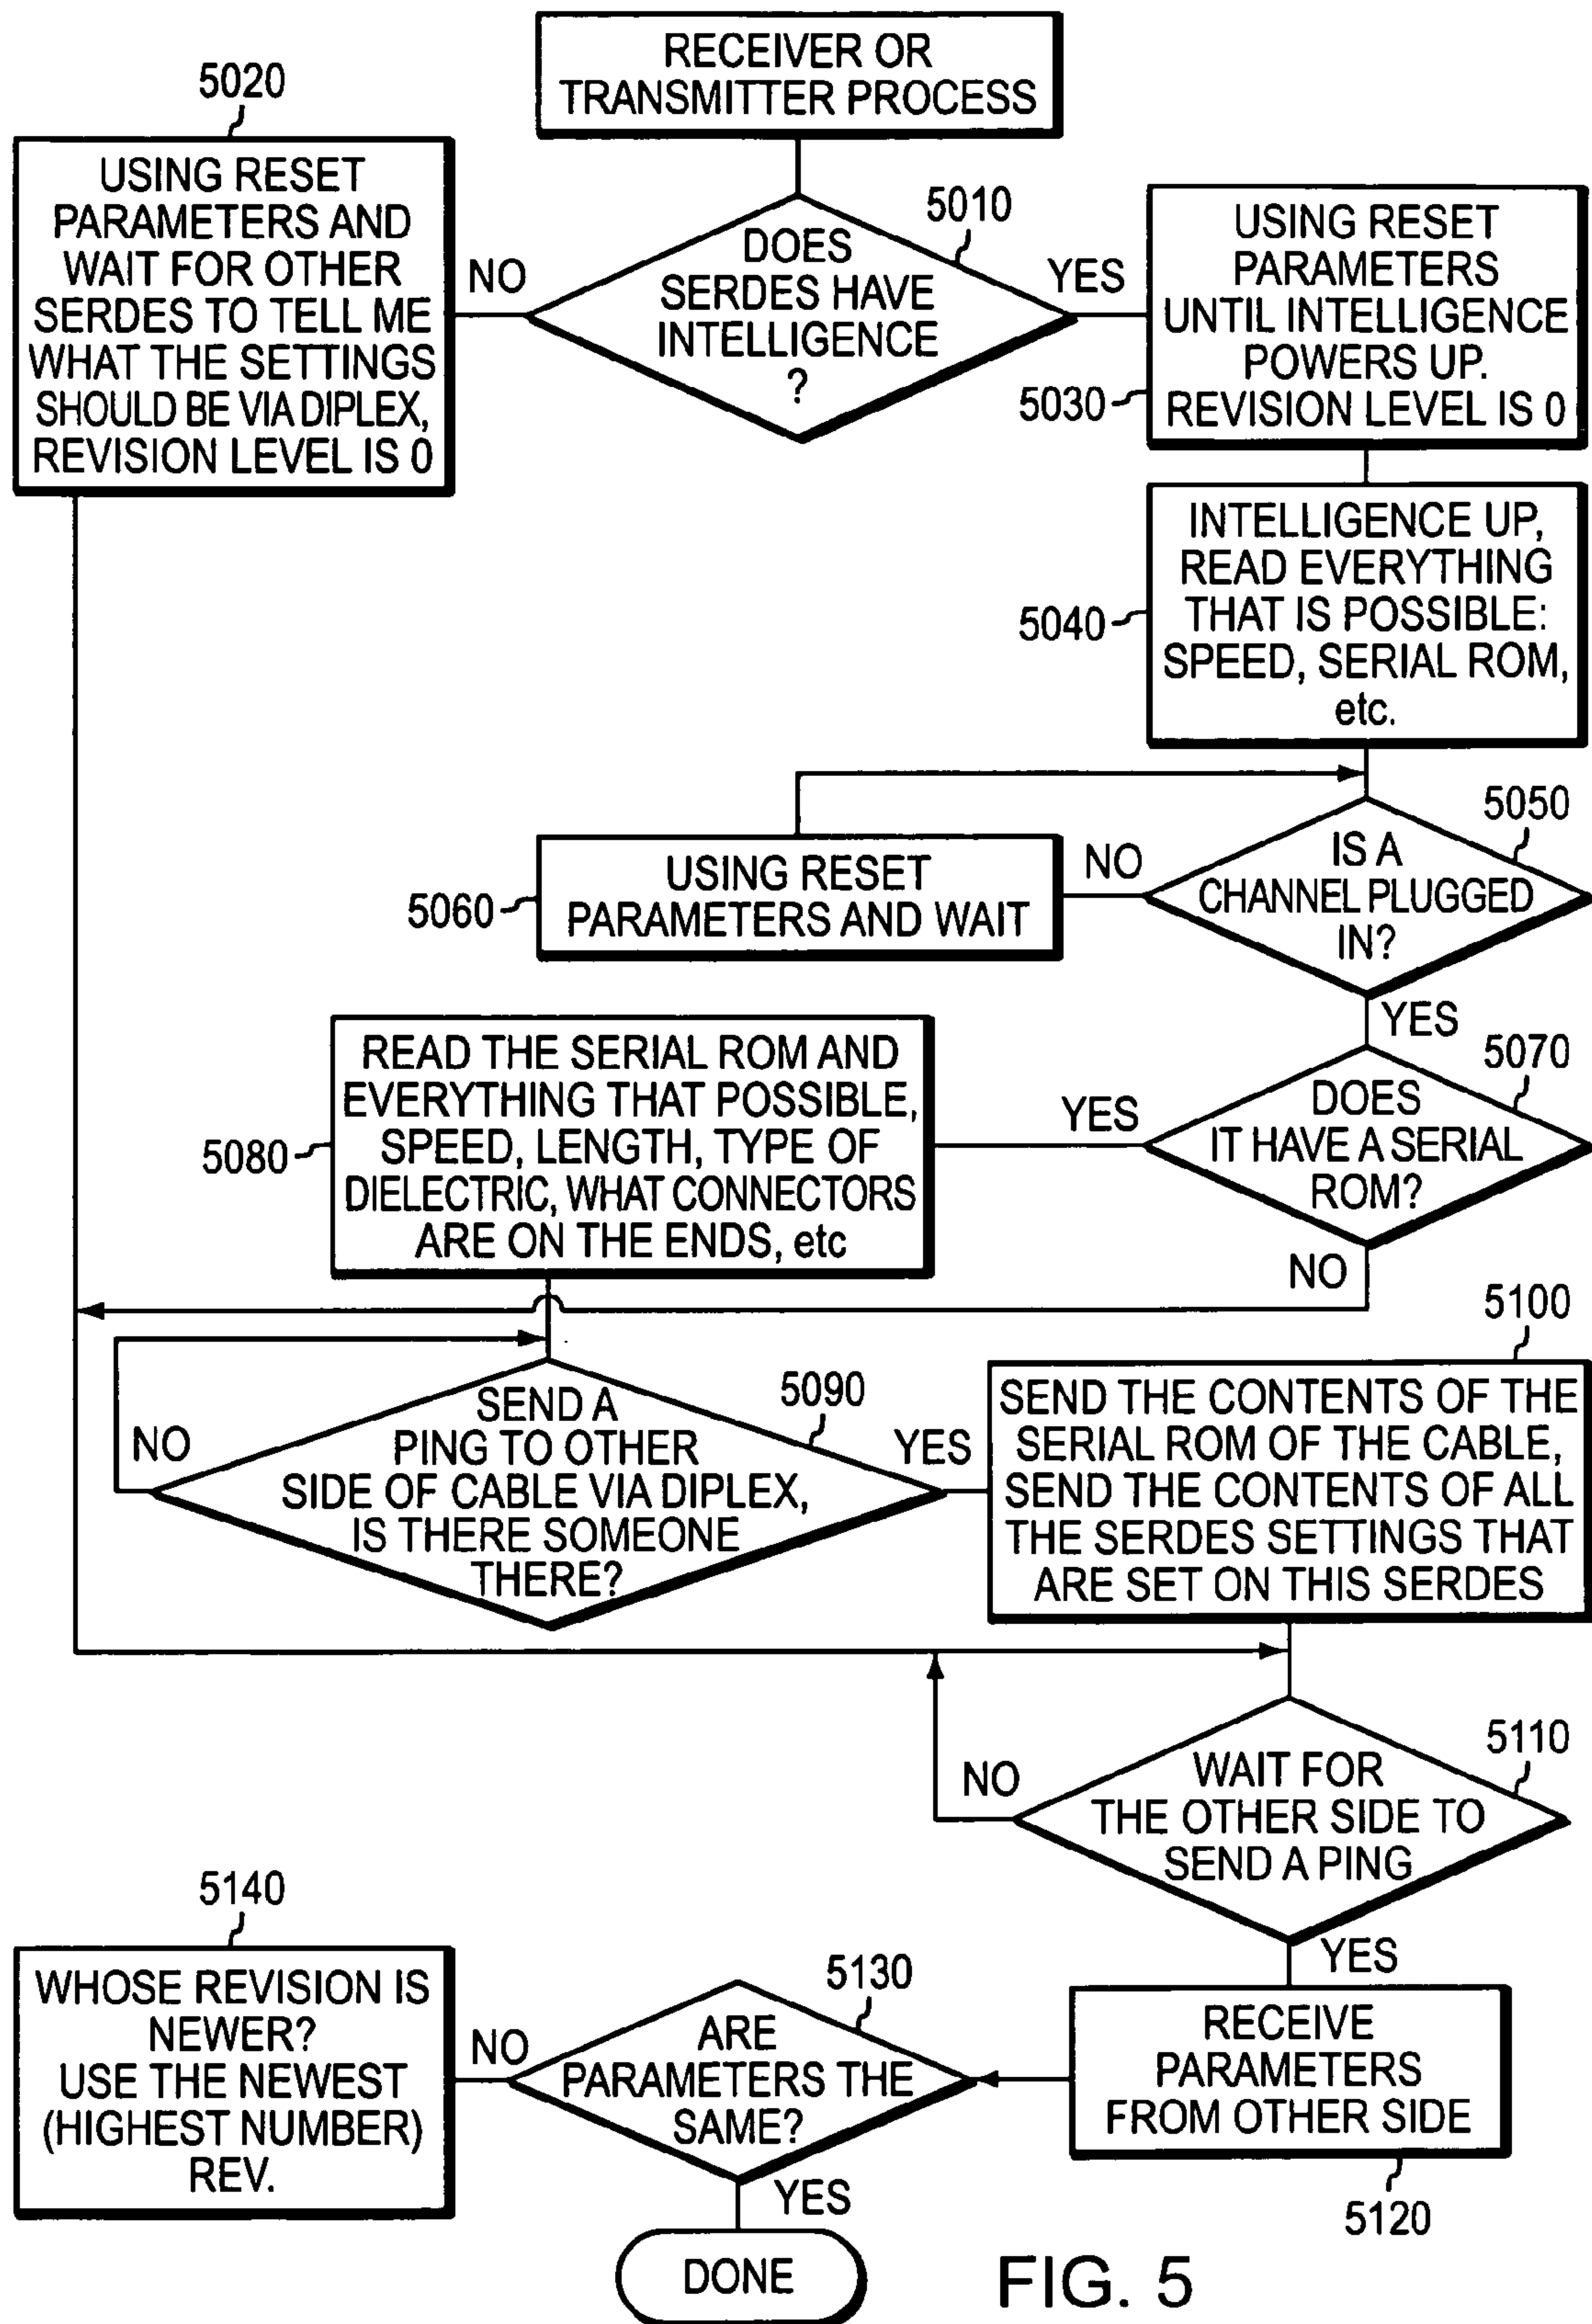 RECEIVER OR
TRANSMITTER PROCESS
5020
USING RESET
PARAMETERS AND
WAIT FOR OTHER
SERDES TO TELL ME
WHAT THE SETTINGS
SHOULD BE VIA DIPLEX,
REVISION LEVEL IS 0
NO
5010
DOES
SERDES HAVE
INTELLIGENCE
?
YES
USING RESET
PARAMETERS
UNTIL INTELLIGENCE
POWERS UP.
REVISION LEVEL IS 0
5030
INTELLIGENCE UP,
READ EVERYTHING
THAT IS POSSIBLE:
SPEED, SERIAL ROM,
etc.
5040
5050
IS A
CHANNEL PLUGGED
IN?
NO
USING RESET
PARAMETERS AND WAIT
5060
YES
5070
DOES
IT HAVE A SERIAL
ROM?
YES
READ THE SERIAL ROM AND
EVERYTHING THAT POSSIBLE,
SPEED, LENGTH, TYPE OF
DIELECTRIC, WHAT CONNECTORS
ARE ON THE ENDS, etc
5080
NO
5090
SEND A
PING TO OTHER
SIDE OF CABLE VIA DIPLEX,
IS THERE SOMEONE
THERE?
NO
YES
5100
SEND THE CONTENTS OF THE
SERIAL ROM OF THE CABLE,
SEND THE CONTENTS OF ALL
THE SERDES SETTINGS THAT
ARE SET ON THIS SERDES
5110
WAIT FOR
THE OTHER SIDE TO
SEND A PING
NO
YES
RECEIVE
PARAMETERS
FROM OTHER SIDE
5120
5130
ARE
PARAMETERS THE
SAME?
NO
5140
WHOSE REVISION IS
NEWER?
USE THE NEWEST
(HIGHEST NUMBER)
REV.
YES
DONE
FIG. 5